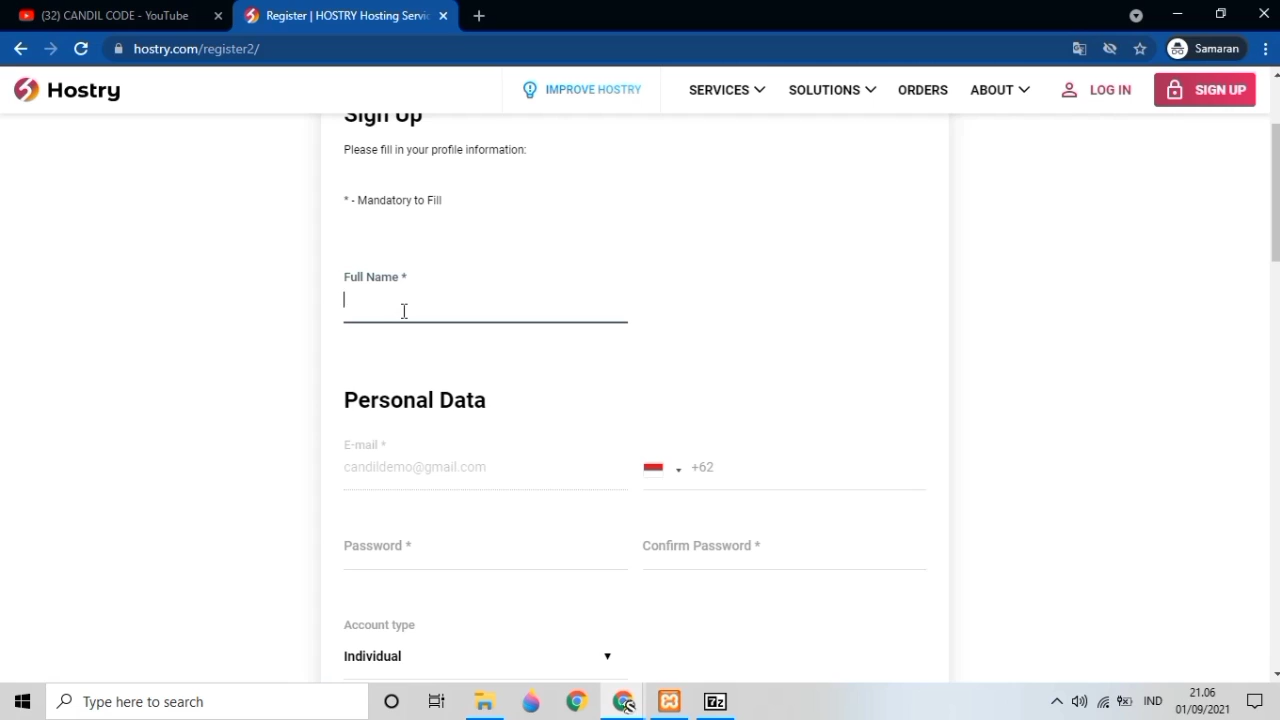 (32) CANDIL CODE - YouTube
Register | HOSTRY Hosting Servic
hostry.com/register2/
Samaran
Hostry
IMPROVE HOSTRY
SERVICES
SOLUTIONS
ORDERS
ABOUT
LOG IN
SIGN UP
Sign Up
Please fill in your profile information:
* - Mandatory to Fill
Full Name *
Personal Data
E-mail *
candildemo@gmail.com
+62
Password *
Confirm Password *
Account type
Individual
Type here to search
7z
IND
21.06
01/09/2021